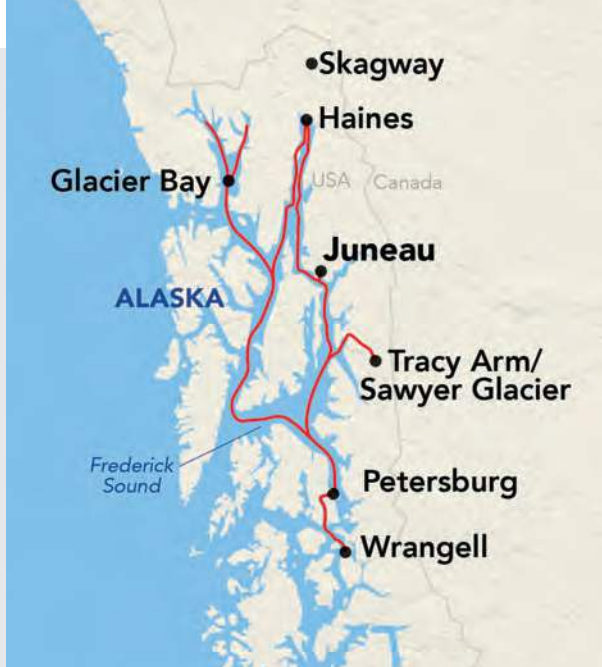 Skagway
Haines
Glacier Bay
USA
Canada
Juneau
ALASKA
Tracy Arm/
Sawyer Glacier
Frederick
Sound
Petersburg
Wrangell